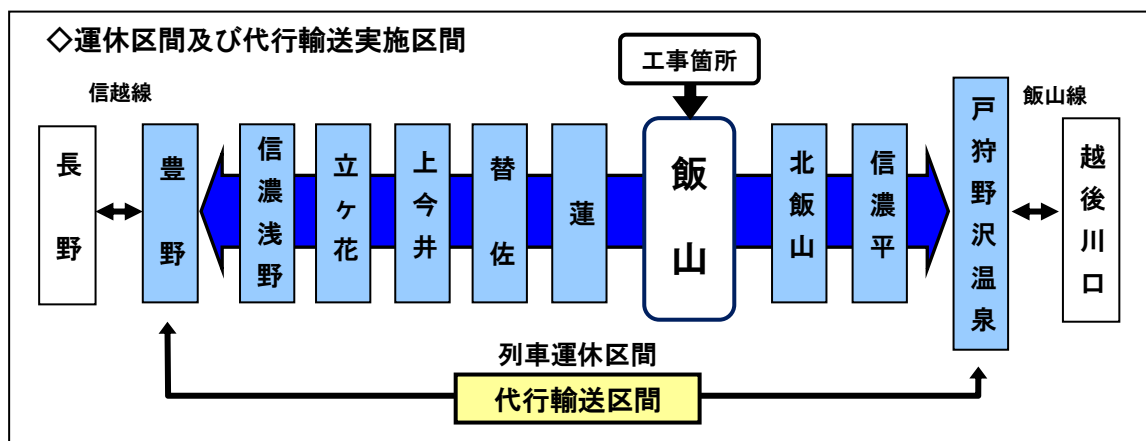 ◇運休区間及び代行輸送実施区間
工事箇所
信越線
飯山線
長野
豊野
信濃浅野
立ケ花
上今井
替佐
蓮
飯山
北飯山
信濃平
戸狩野沢温泉
越後川口
列車運休区間
代行輸送区間